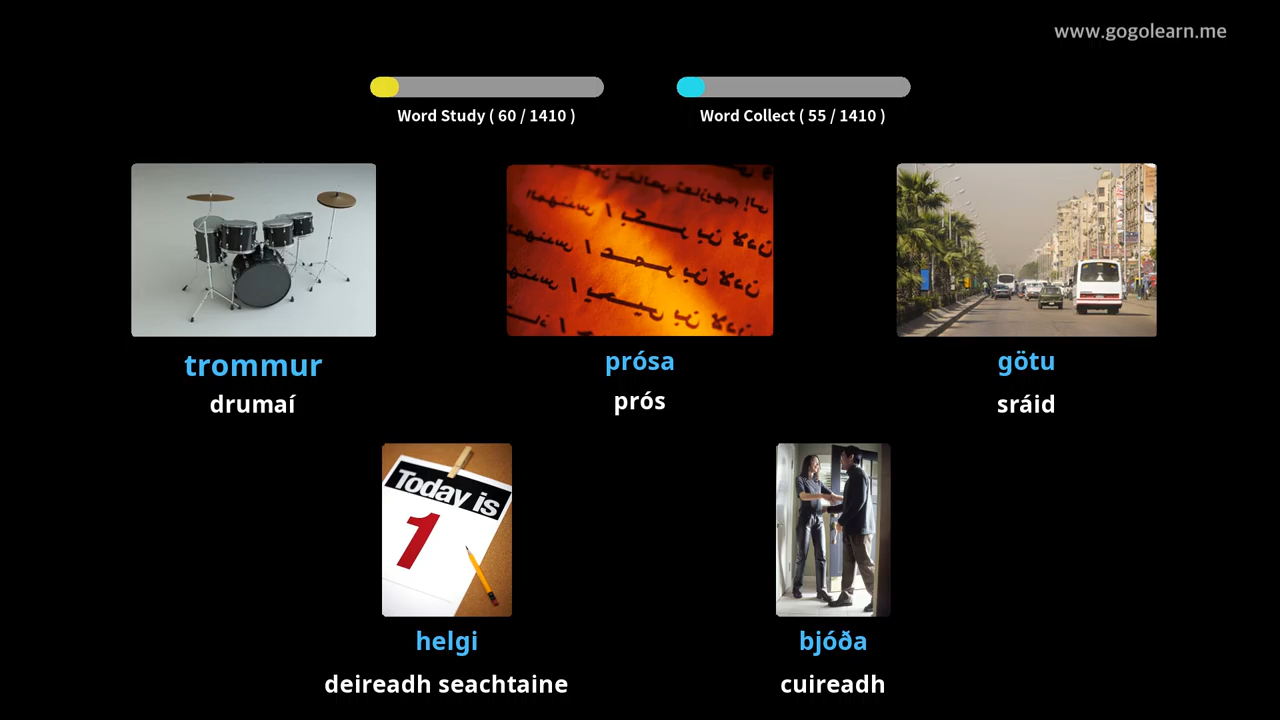 www.gogolearn.me
Word Study ( 60 / 1410 )
Word Collect ( 55 / 1410 )
trommur
drumaí
prósa
prós
götu
sráid
Today is
1
helgi
deireadh seachtaine
bjóða
cuireadh